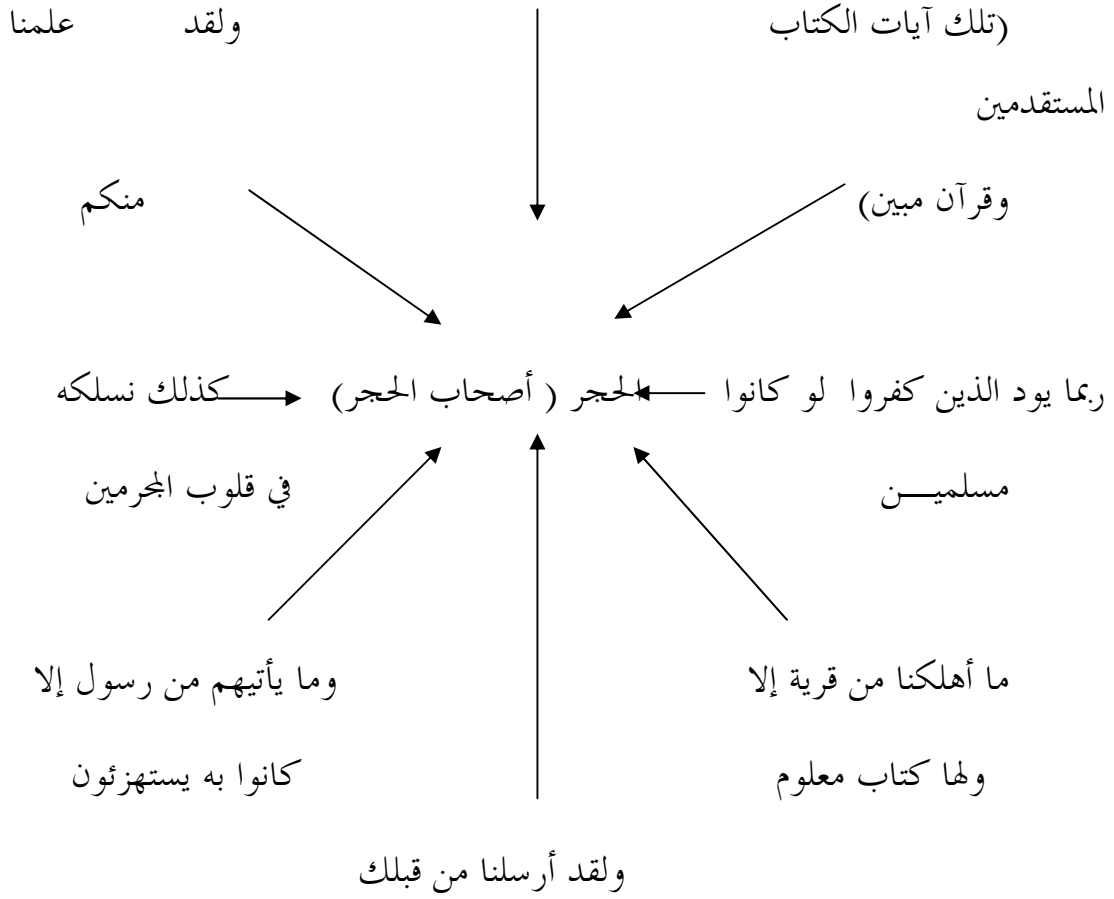 (تلك آيات الكتاب ولقد علمنا
المستقدمين
وقرآن مبين) منكم
ربما يود الذين كفروا لو كانوا الحجر ( أصحاب الحجر) كذلك نسلكه
مسلميـــن في قلوب المجرمين
ما أهلكنا من قرية إلا وما يأتيهم من رسول إلا
ولها كتاب معلوم كانوا به يستهزئون
ولقد أرسلنا من قبلك